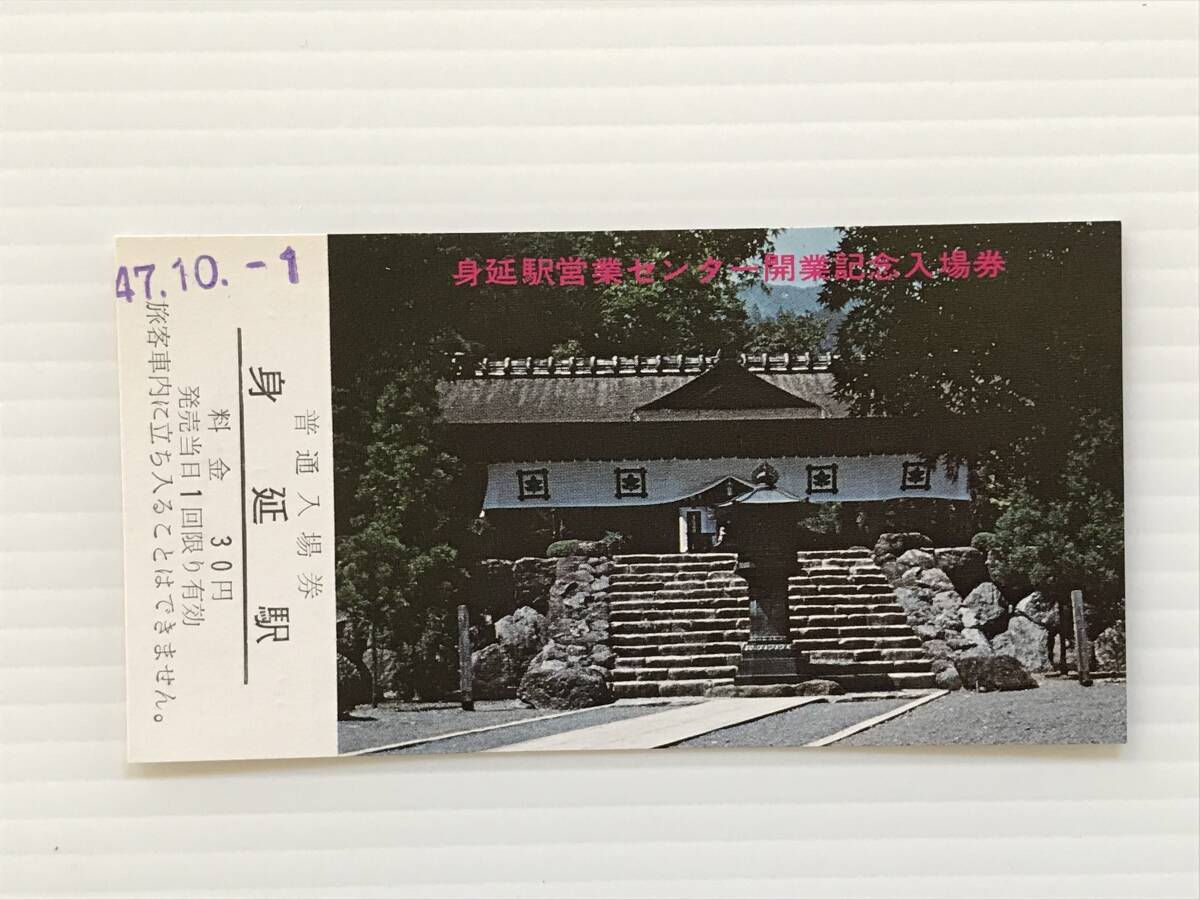 身延駅営業センター開業記念入場券
47.10.-1
普通入場券
身延駅
料金 30円
発売当日1回限り有効
旅客車内に立ち入ることはできません。